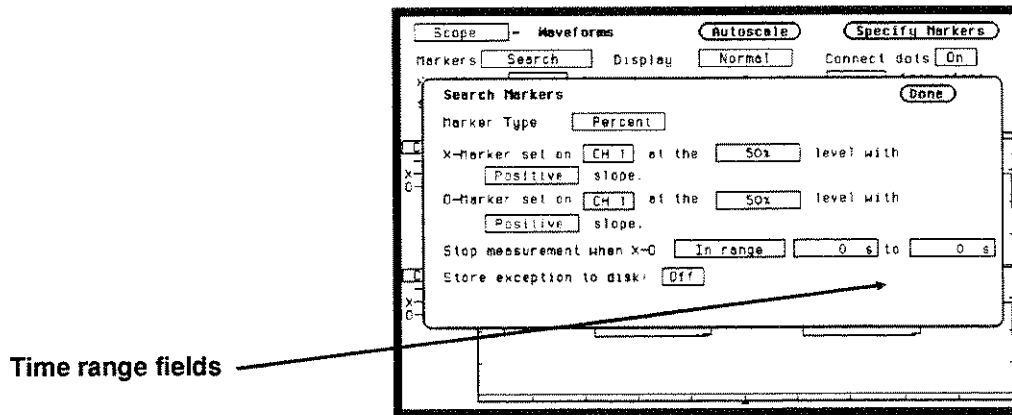 Scope - Waveforms Autoscale Specify Markers
Markers Search Display Normal Connect dots On
Search Markers Done
Marker Type Percent
X-Marker set on CH 1 at the 50% level with
Positive slope.
O-Marker set on CH 1 at the 50% level with
Positive slope.
Stop measurement when X-O In range 0 s to 0 s
Store exception to disk: Off
X
O
X
O
Time range fields